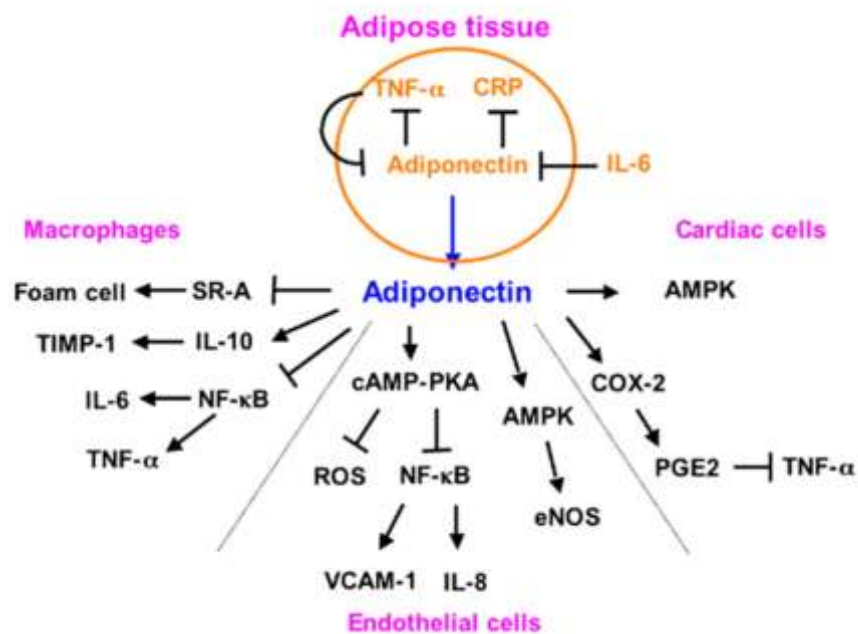 Adipose tissue
TNF-α CRP
Adiponectin IL-6
Macrophages Cardiac cells
Foam cell SR-A Adiponectin AMPK
TIMP-1 IL-10
cAMP-PKA COX-2
IL-6 NF-κB AMPK
TNF-α ROS NF-κB PGE2 TNF-α
eNOS
VCAM-1 IL-8
Endothelial cells